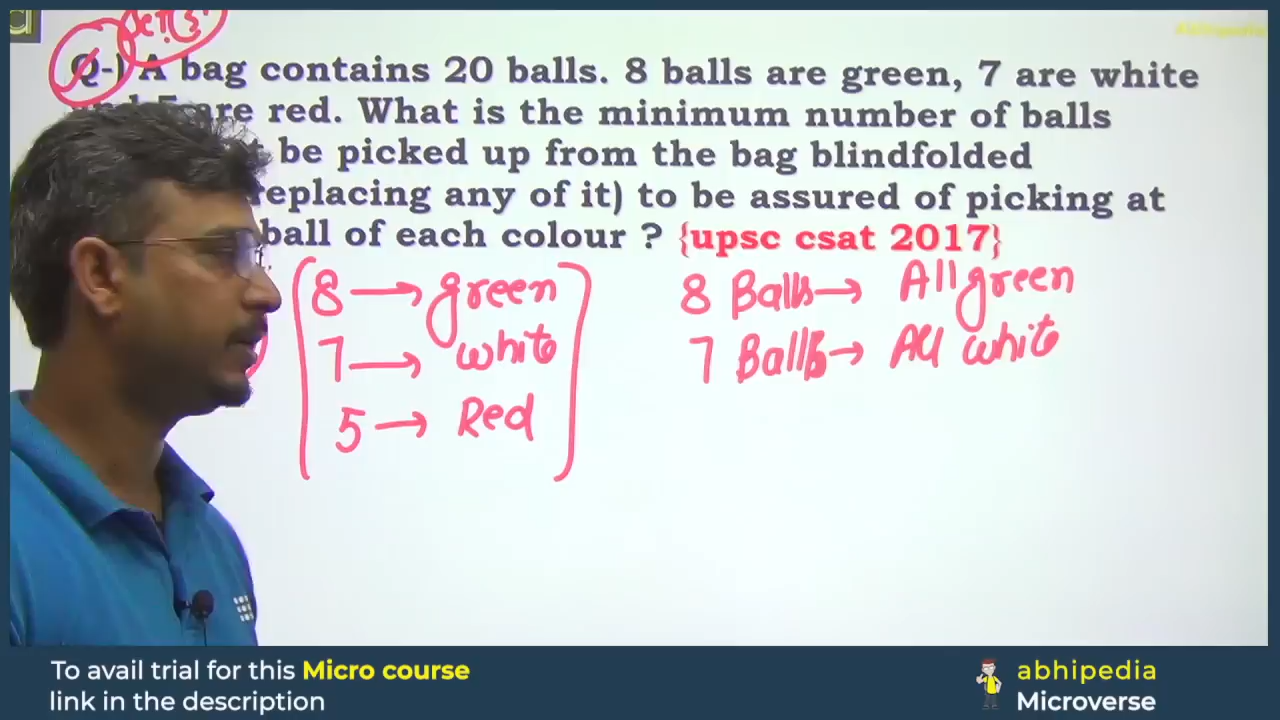 Abhipedia
Q-) A bag contains 20 balls. 8 balls are green, 7 are white
are red. What is the minimum number of balls
be picked up from the bag blindfolded
replacing any of it) to be assured of picking at
ball of each colour ? {upsc csat 2017}
8 → green
7 → white
5 → Red
8 Balls → All green
7 Balls → All white
To avail trial for this Micro course
link in the description
abhipedia
Microverse